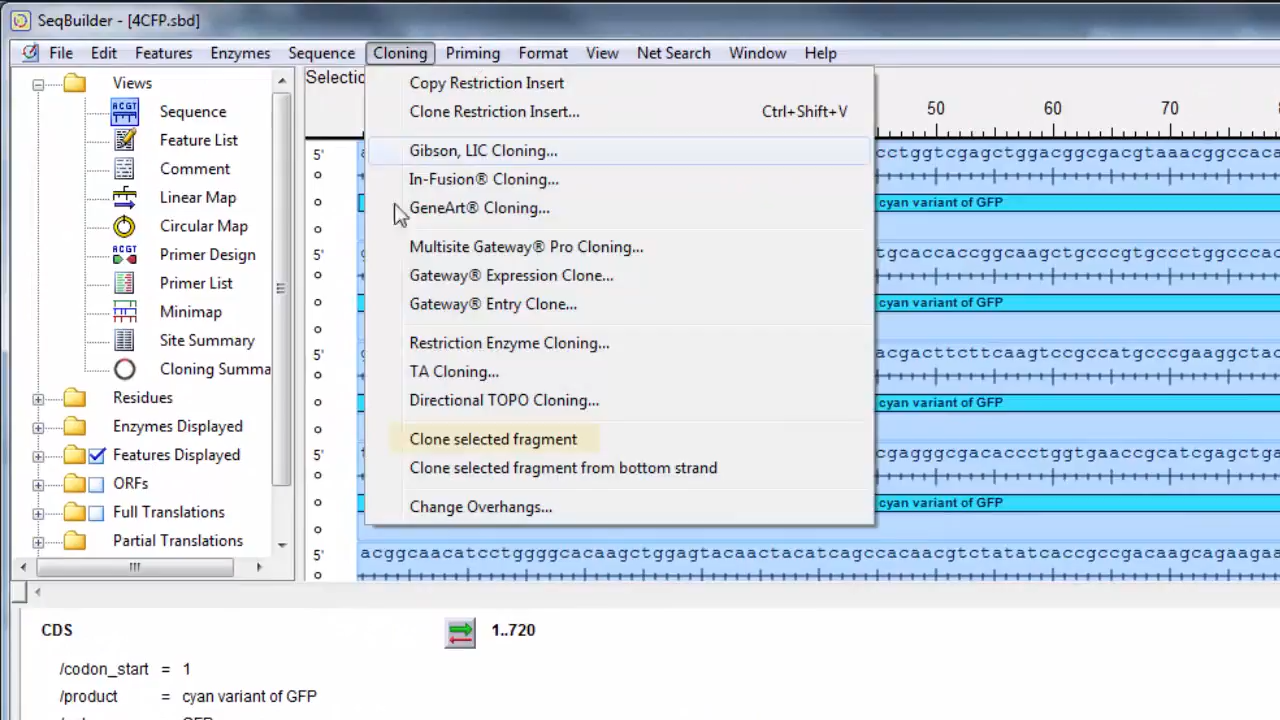 SeqBuilder - [4CFP.sbd]
File Edit Features Enzymes Sequence Cloning Priming Format View Net Search Window Help
Views
Sequence
Feature List
Comment
Linear Map
Circular Map
Primer Design
Primer List
Minimap
Site Summary
Cloning Summa
Residues
Enzymes Displayed
Features Displayed
ORFs
Full Translations
Partial Translations
Selectio
Copy Restriction Insert
Clone Restriction Insert... Ctrl+Shift+V
Gibson, LIC Cloning...
In-Fusion® Cloning...
GeneArt® Cloning...
Multisite Gateway® Pro Cloning...
Gateway® Expression Clone...
Gateway® Entry Clone...
Restriction Enzyme Cloning...
TA Cloning...
Directional TOPO Cloning...
Clone selected fragment
Clone selected fragment from bottom strand
Change Overhangs...
50 60 70
5' cctggtcgagctggacggcgacgtaaacggccaca
cyan variant of GFP
tgcaccaccggcaagctgcccgtgccctggcccac
cyan variant of GFP
5' acgacttcttcaagtccgccatgcccgaaggctac
cyan variant of GFP
5' cgagggcgacaccctggtgaaccgcatcgagctga
cyan variant of GFP
5' acggcaacatcctggggcacaagctggagtacaactacatcagccacaacgtctatatcaccgccgacaagcagaagaa
CDS 1..720
/codon_start = 1
/product = cyan variant of GFP